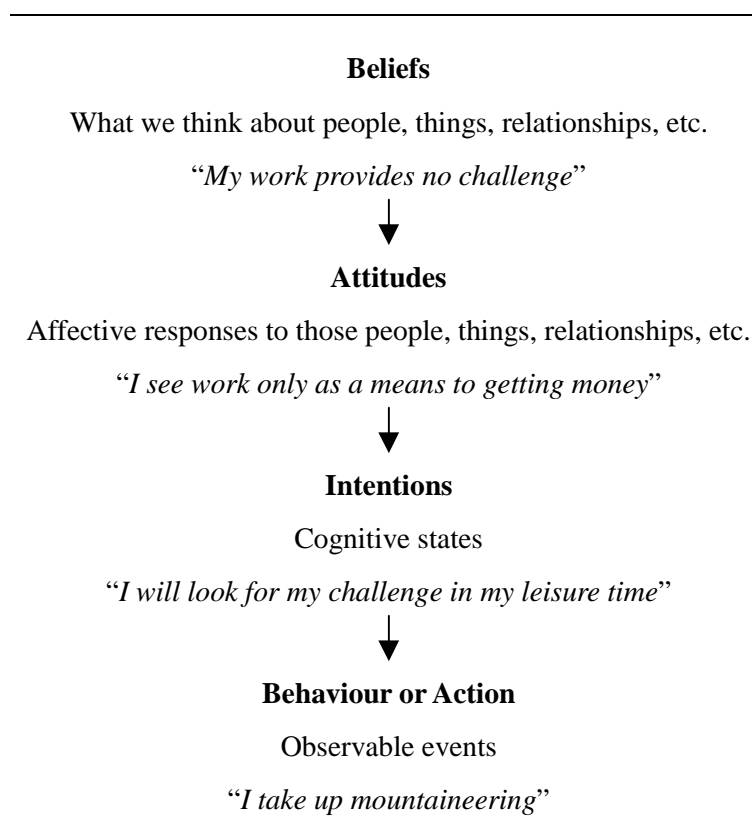 Beliefs
What we think about people, things, relationships, etc.
“My work provides no challenge”
Attitudes
Affective responses to those people, things, relationships, etc.
“I see work only as a means to getting money”
Intentions
Cognitive states
“I will look for my challenge in my leisure time”
Behaviour or Action
Observable events
“I take up mountaineering”